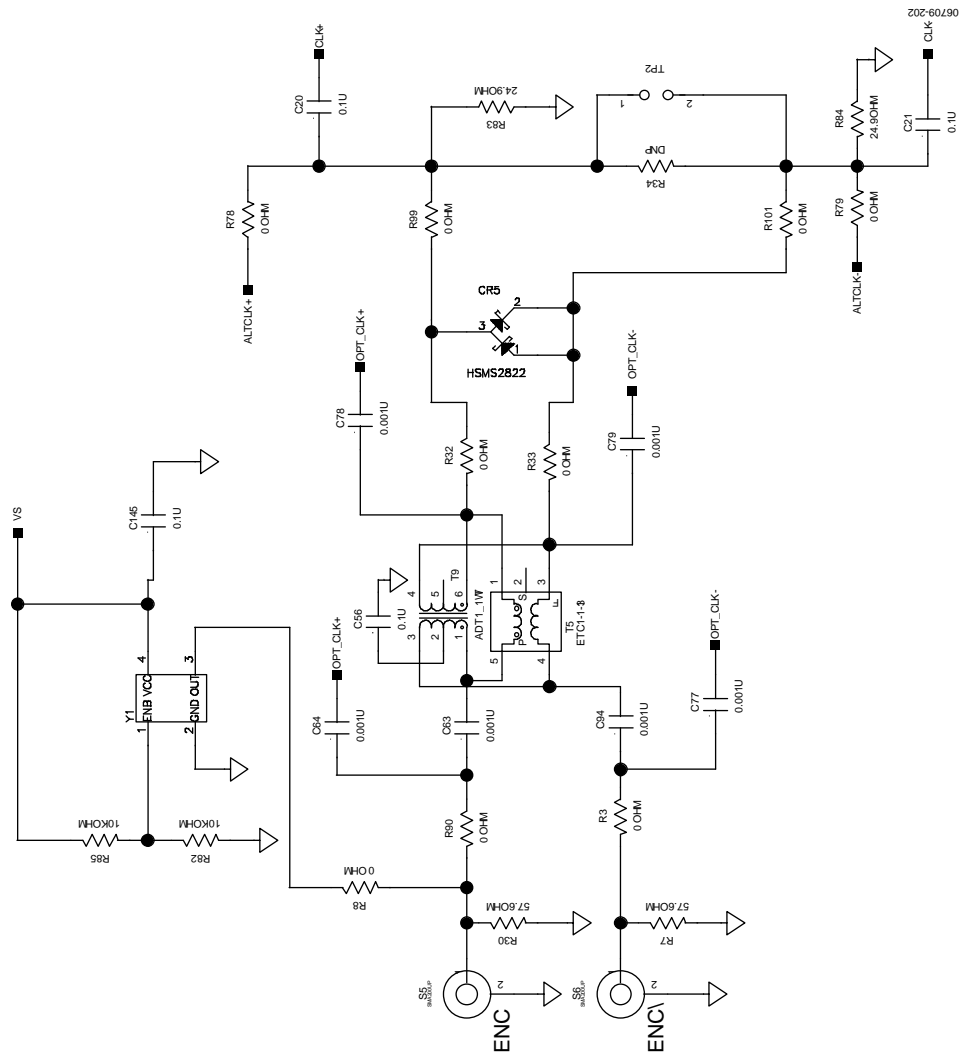 06709-202
CLK+
C20
0.1U
R78
0 OHM
ALTCLK+
24.9OHM
R83
R99
0 OHM
TP2
1
2
DNP
R34
R101
0 OHM
R84
24.9OHM
CLK-
C21
0.1U
R79
0 OHM
ALTCLK-
CR5
3
2
1
HSMS2822
OPT_CLK+
C78
0.001U
R32
0 OHM
R33
0 OHM
OPT_CLK-
C79
0.001U
VS
C145
0.1U
Y1
1
ENB VCC
4
2
GND OUT
3
10KOHM
R85
10KOHM
R82
C56
0.1U
T9
4
5
6
3
2
1
ADT1_1WT
1
2
3
5
4
P
S
F
T5
ETC1-1-13
OPT_CLK+
C64
0.001U
C63
0.001U
C94
0.001U
OPT_CLK-
C77
0.001U
R90
0 OHM
R3
0 OHM
0 OHM
R8
57.6OHM
R30
57.6OHM
R7
S5
SMA200UP
1
2
ENC
S6
SMA200UP
1
2
ENC\